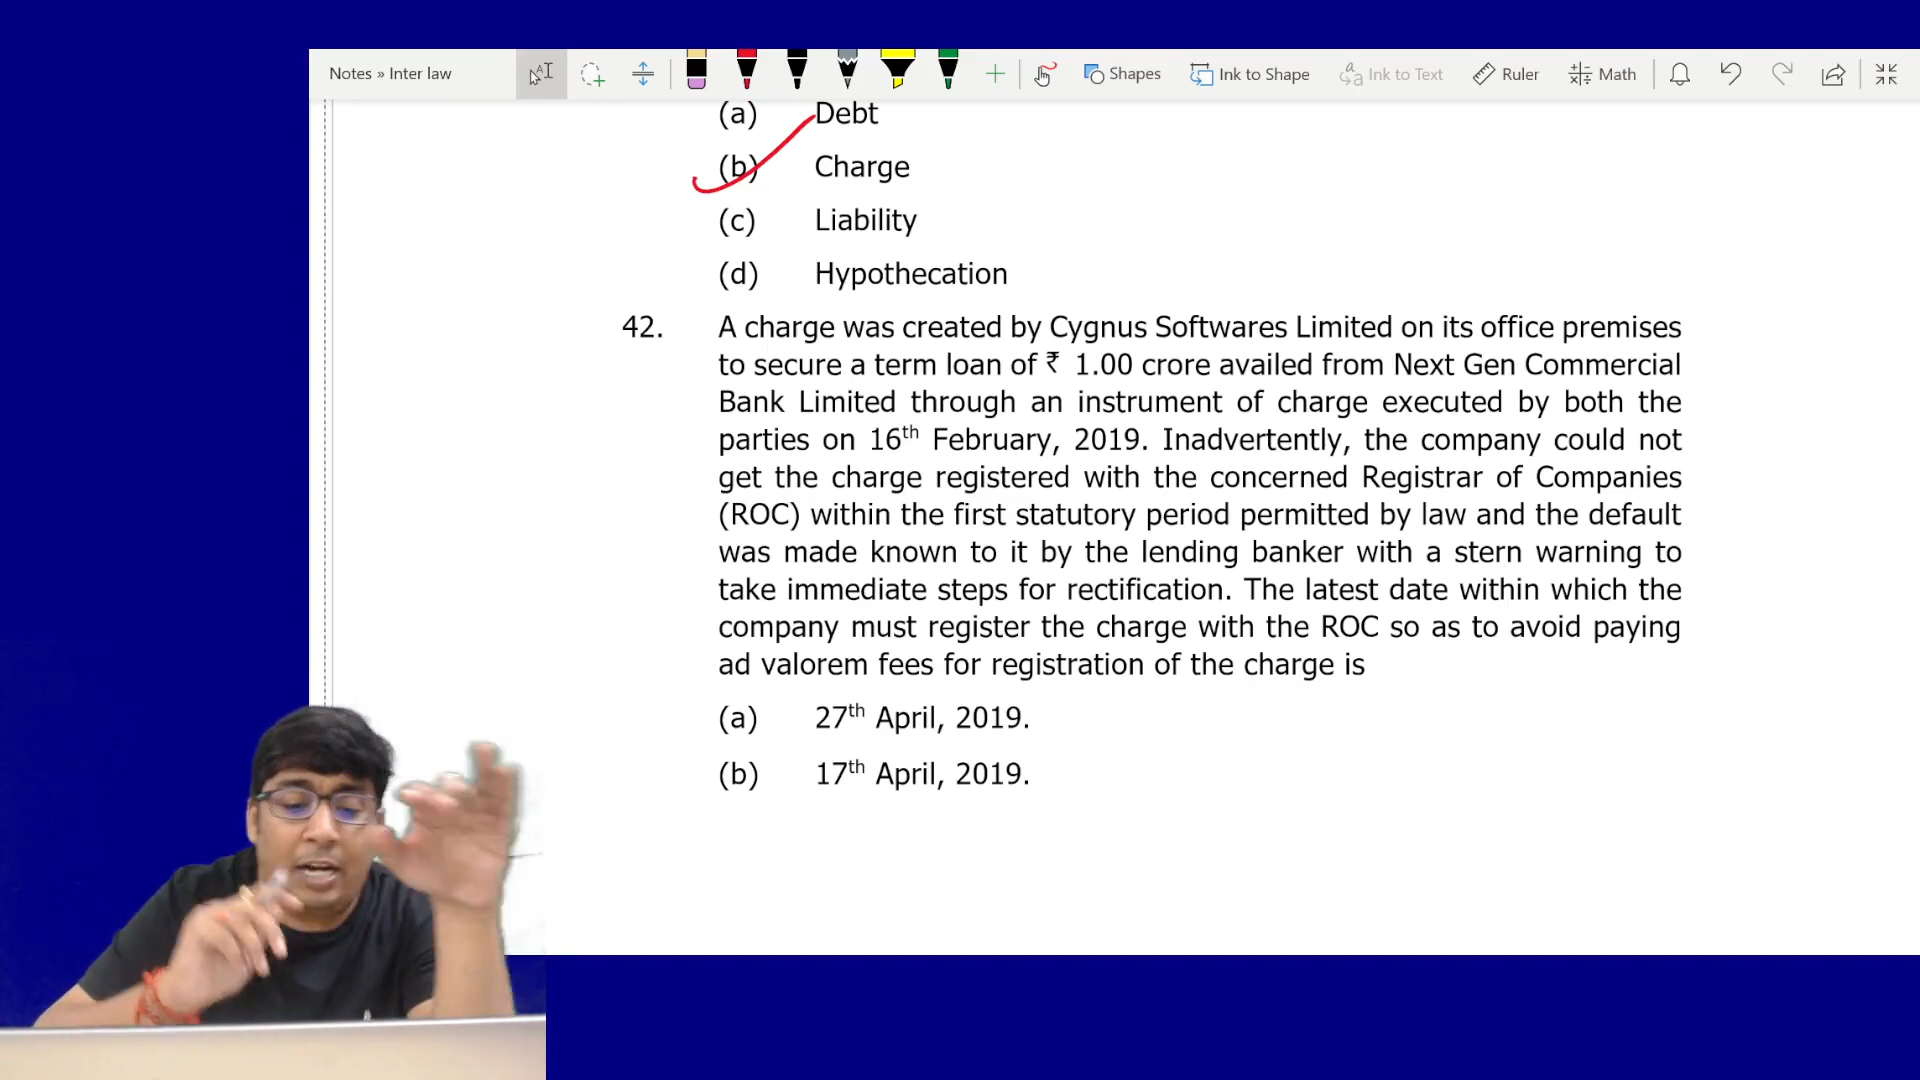 Notes » Inter law
Shapes
Ink to Shape
Ink to Text
Ruler
Math
(a) Debt
(b) Charge
(c) Liability
(d) Hypothecation
42. A charge was created by Cygnus Softwares Limited on its office premises
to secure a term loan of ₹ 1.00 crore availed from Next Gen Commercial
Bank Limited through an instrument of charge executed by both the
parties on 16th February, 2019. Inadvertently, the company could not
get the charge registered with the concerned Registrar of Companies
(ROC) within the first statutory period permitted by law and the default
was made known to it by the lending banker with a stern warning to
take immediate steps for rectification. The latest date within which the
company must register the charge with the ROC so as to avoid paying
ad valorem fees for registration of the charge is
(a) 27th April, 2019.
(b) 17th April, 2019.